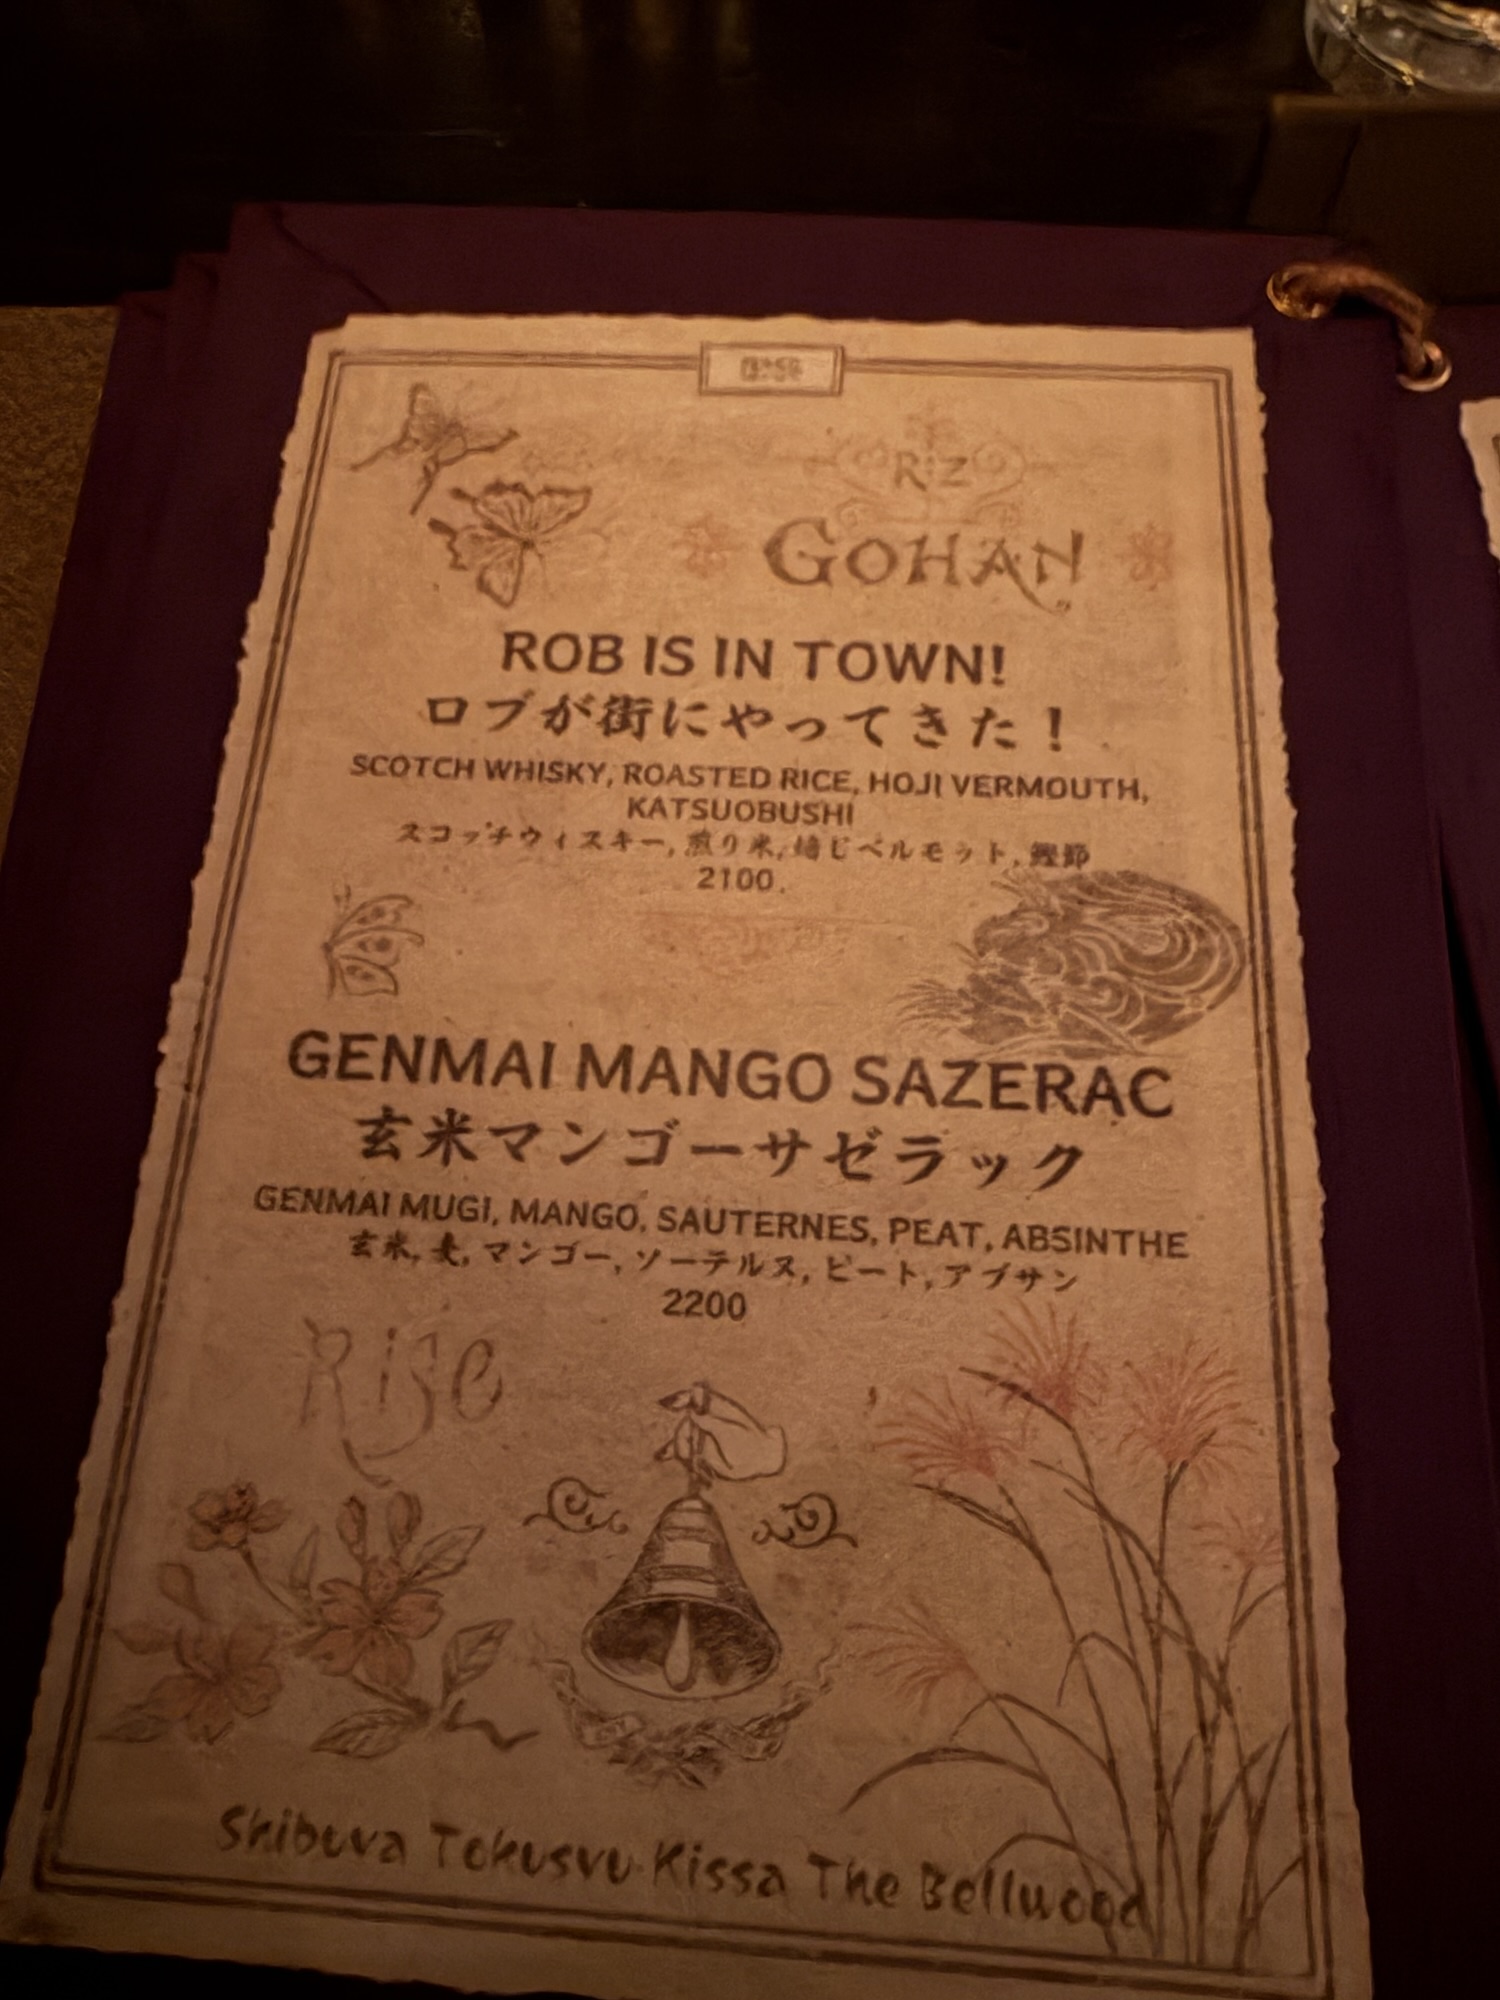 Riz
GOHAN
ROB IS IN TOWN!
ロブが街にやってきた！
SCOTCH WHISKY, ROASTED RICE, HOJI VERMOUTH,
KATSUOBUSHI
スコッチウィスキー, 煎り米, 焙じベルモット, 鰹節
2100
GENMAI MANGO SAZERAC
玄米マンゴーサゼラック
GENMAI MUGI, MANGO, SAUTERNES, PEAT, ABSINTHE
玄米, 麦, マンゴー, ソーテルヌ, ピート, アブサン
2200
Shibuya Tokusyu Kissa The Bellwood